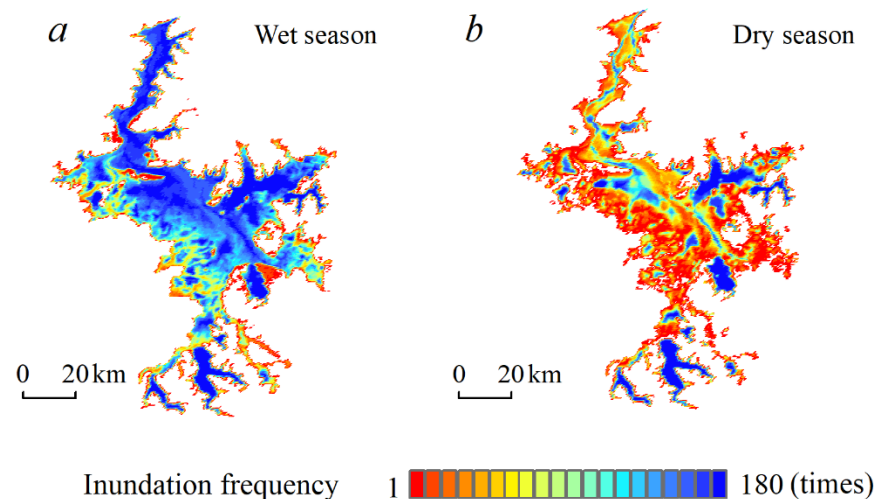 a Wet season
b Dry season
0 20 km
0 20 km
Inundation frequency 1 180 (times)